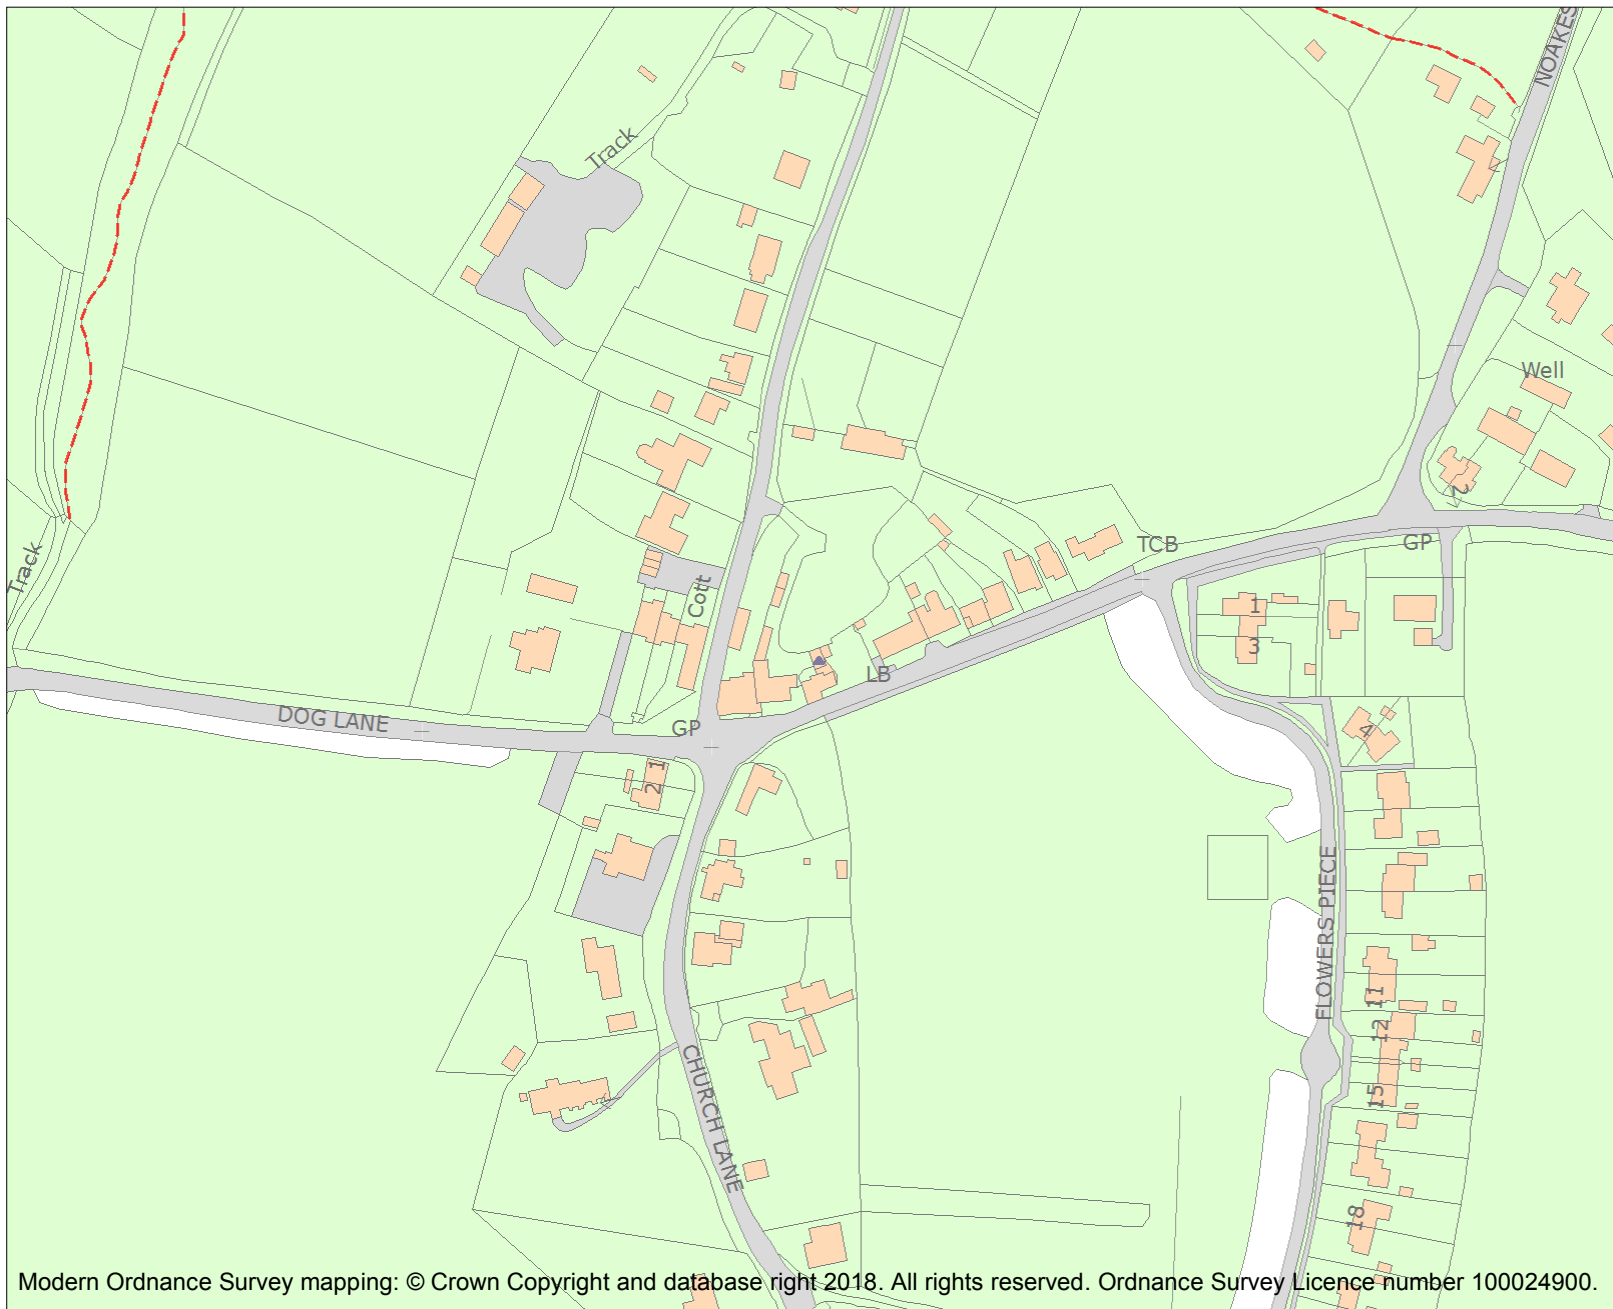 NOAKES
Track
Well
2
TCB
GP
Track
Cott
1
3
LB
DOG LANE
GP
4
1
2
FLOWERS PIECE
11
12
CHURCH LANE
15
18
Modern Ordnance Survey mapping: © Crown Copyright and database right 2018. All rights reserved. Ordnance Survey Licence number 100024900.